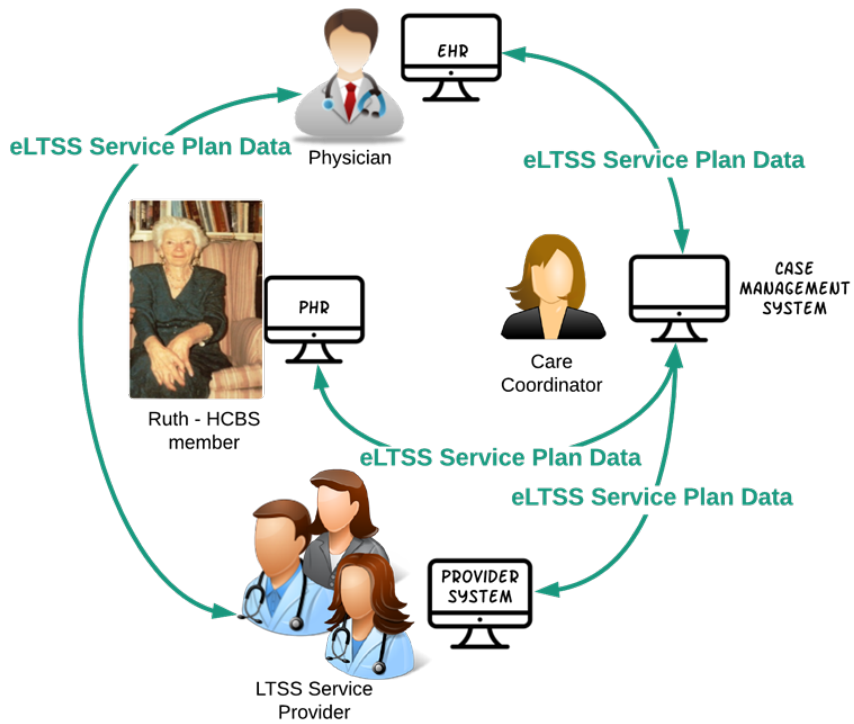 EHR
Physician
eLTSS Service Plan Data
eLTSS Service Plan Data
CASE
MANAGEMENT
SYSTEM
PHR
Care
Coordinator
Ruth - HCBS
member
eLTSS Service Plan Data
eLTSS Service Plan Data
PROVIDER
SYSTEM
LTSS Service
Provider